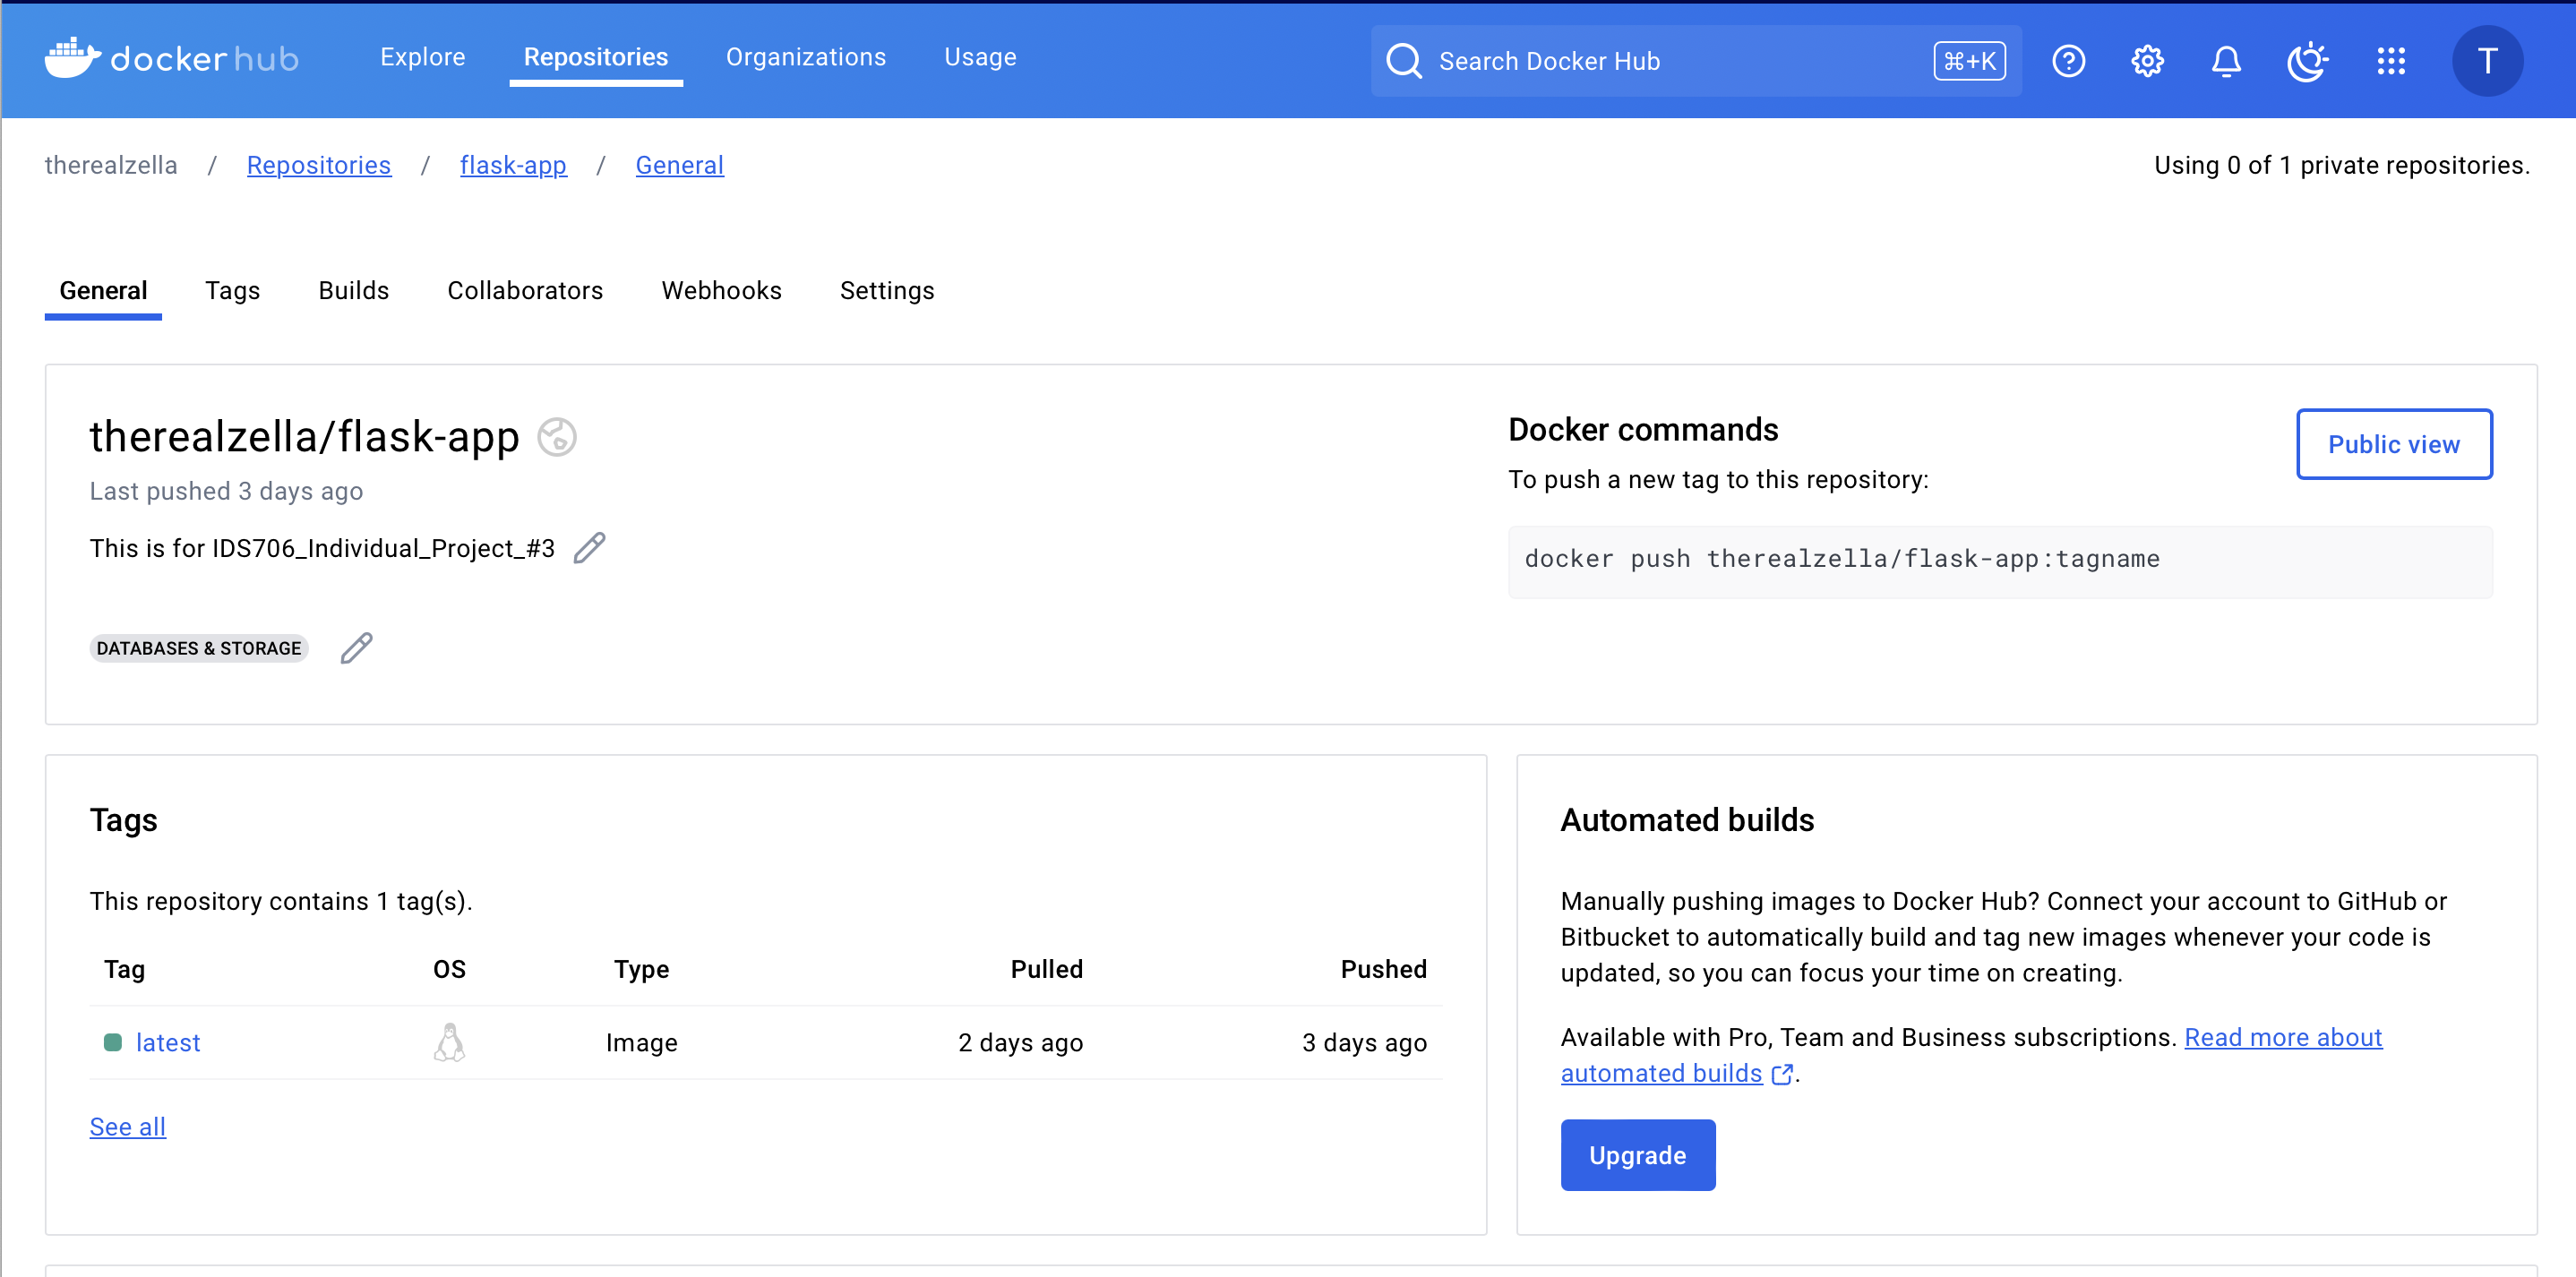 docker hub Explore Repositories Organizations Usage Search Docker Hub ⌘+K T
therealzella / Repositories / flask-app / General Using 0 of 1 private repositories.
General Tags Builds Collaborators Webhooks Settings
therealzella/flask-app
Last pushed 3 days ago
This is for IDS706_Individual_Project_#3
DATABASES & STORAGE
Docker commands
Public view
To push a new tag to this repository:
docker push therealzella/flask-app:tagname
Tags
This repository contains 1 tag(s).
Tag OS Type Pulled Pushed
latest Image 2 days ago 3 days ago
See all
Automated builds
Manually pushing images to Docker Hub? Connect your account to GitHub or
Bitbucket to automatically build and tag new images whenever your code is
updated, so you can focus your time on creating.
Available with Pro, Team and Business subscriptions. Read more about
automated builds.
Upgrade